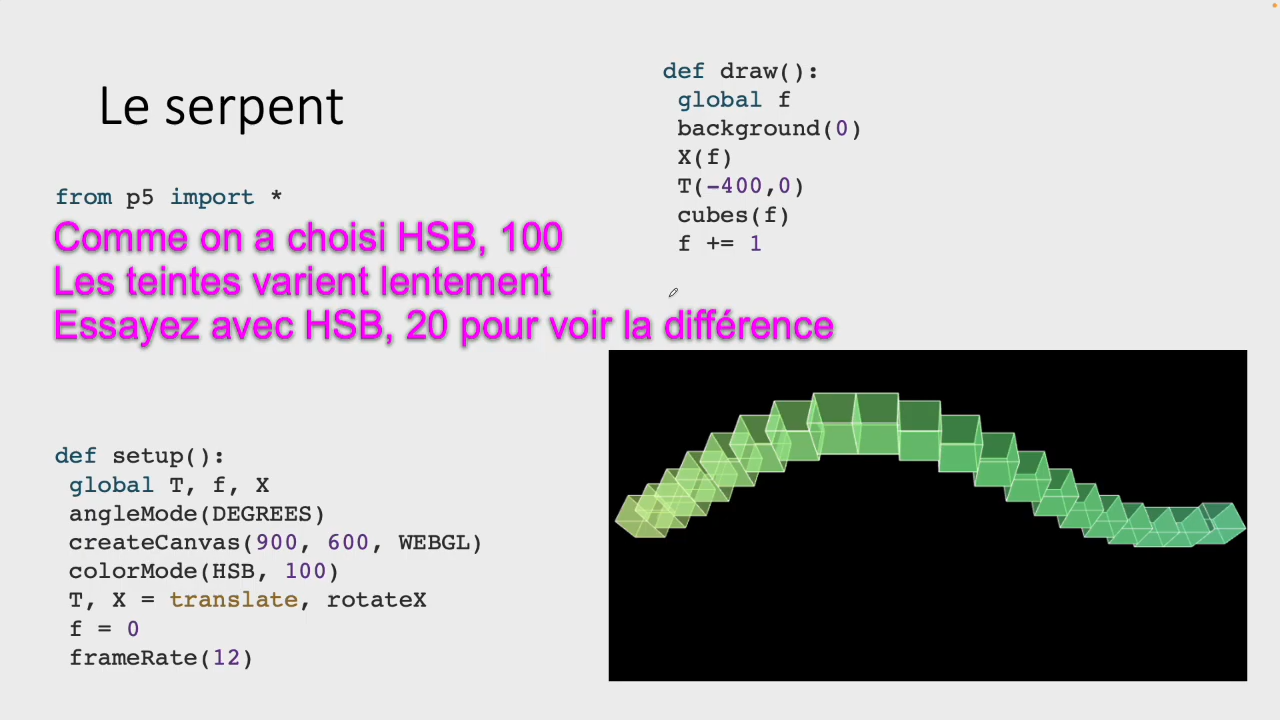 Le serpent
from p5 import *
Comme on a choisi HSB, 100
Les teintes varient lentement
Essayez avec HSB, 20 pour voir la différence
def setup():
global T, f, X
angleMode(DEGREES)
createCanvas(900, 600, WEBGL)
colorMode(HSB, 100)
T, X = translate, rotateX
f = 0
frameRate(12)
def draw():
global f
background(0)
X(f)
T(-400,0)
cubes(f)
f += 1